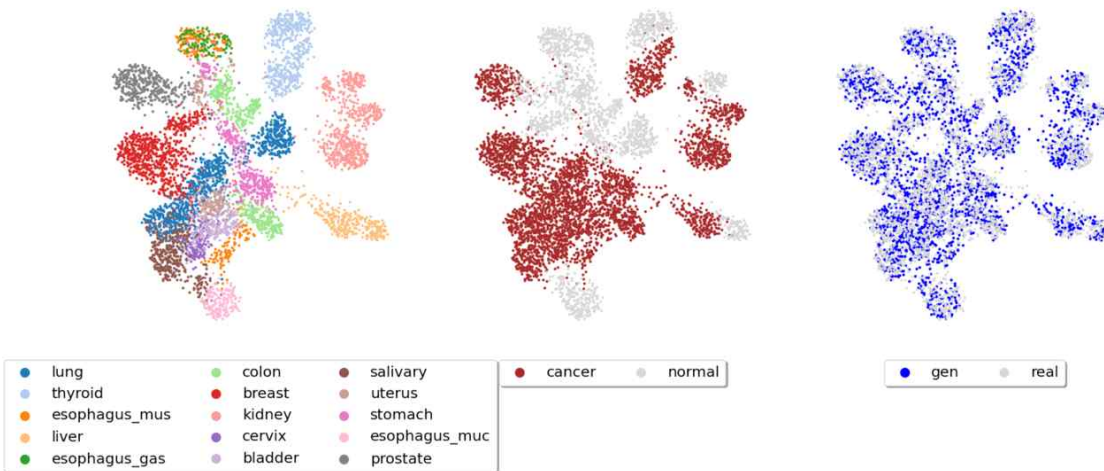 lung colon salivary cancer normal gen real
thyroid breast uterus
esophagus_mus kidney stomach
liver cervix esophagus_muc
esophagus_gas bladder prostate